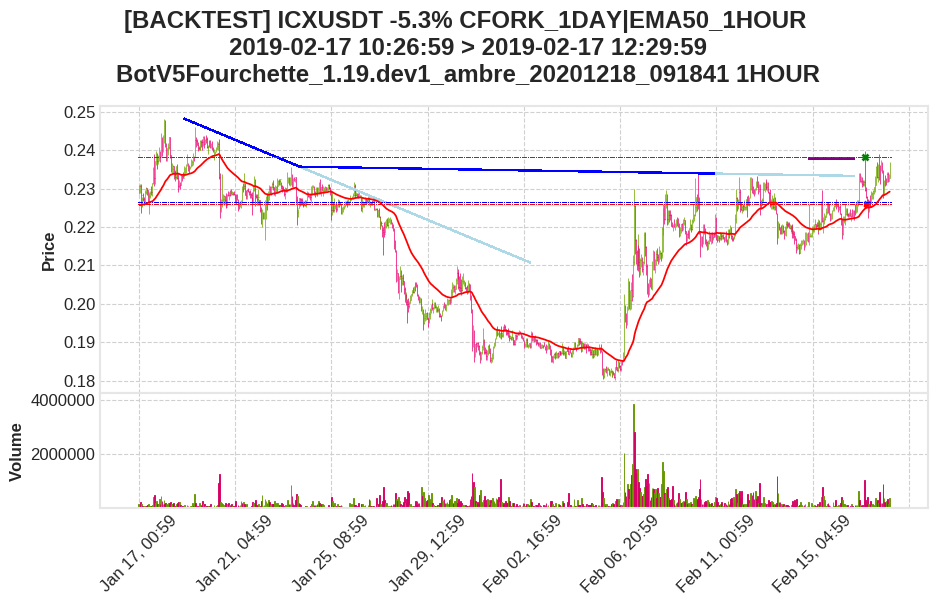 [BACKTEST] ICXUSDT -5.3% CFORK_1DAY|EMA50_1HOUR
2019-02-17 10:26:59 > 2019-02-17 12:29:59
BotV5Fourchette_1.19.dev1_ambre_20201218_091841 1HOUR
0.25
0.24
0.23
0.22
0.21
0.20
0.19
0.18
Price
4000000
2000000
Volume
Jan 17, 00:59
Jan 21, 04:59
Jan 25, 08:59
Jan 29, 12:59
Feb 02, 16:59
Feb 06, 20:59
Feb 11, 00:59
Feb 15, 04:59